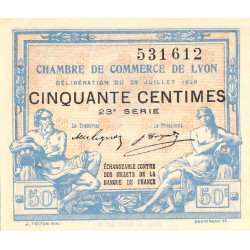 531612
CHAMBRE DE COMMERCE DE LYON
DÉLIBÉRATION DU 29 JUILLET 1920
CINQUANTE CENTIMES
23e SÉRIE
Le Trésorier, Le Président,
ÉCHANGEABLE CONTRE
DES BILLETS DE LA
BANQUE DE FRANCE
50c 50c
J. TESTON